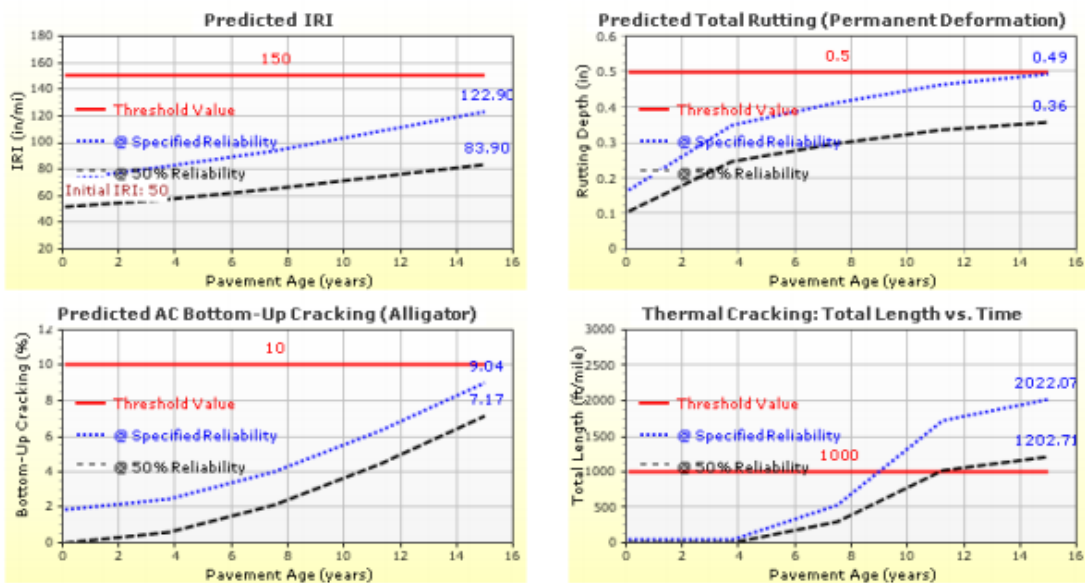 Predicted IRI
IRI (in/mi)
180
160
140
120
100
80
60
40
20
150
Threshold Value
@ Specified Reliability
@ 50% Reliability
Initial IRI: 50
122.90
83.90
0 2 4 6 8 10 12 14 16
Pavement Age (years)
Predicted Total Rutting (Permanent Deformation)
Rutting Depth (in)
0.6
0.5
0.4
0.3
0.2
0.1
0
0.5
0.49
0.36
Threshold Value
@ Specified Reliability
@ 50% Reliability
0 2 4 6 8 10 12 14 16
Pavement Age (years)
Predicted AC Bottom-Up Cracking (Alligator)
Bottom-Up Cracking (%)
12
10
8
6
4
2
0
10
9.04
7.17
Threshold Value
@ Specified Reliability
@ 50% Reliability
0 2 4 6 8 10 12 14 16
Pavement Age (years)
Thermal Cracking: Total Length vs. Time
Total Length (ft/mile)
3000
2500
2000
1500
1000
500
0
2022.07
1202.71
1000
Threshold Value
@ Specified Reliability
@ 50% Reliability
0 2 4 6 8 10 12 14 16
Pavement Age (years)